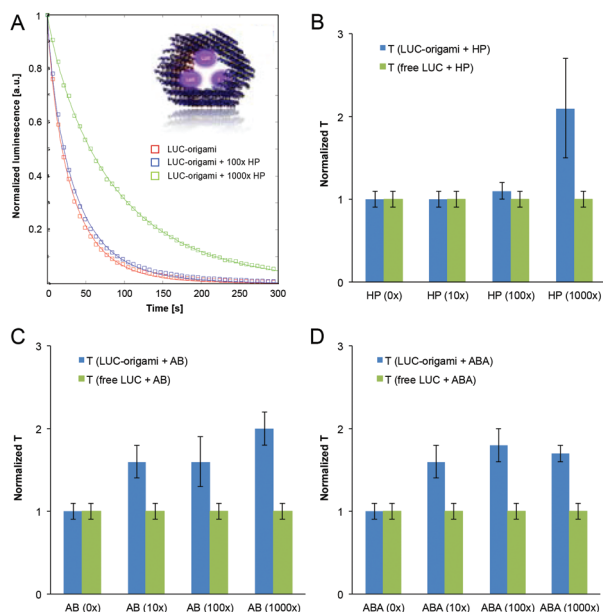 A
Normalized luminescence [a.u.]
1
0.8
0.6
0.4
0.2
LUC-origami
LUC-origami + 100x HP
LUC-origami + 1000x HP
0 50 100 150 200 250 300
Time [s]
B
Normalized T
3
2
1
0
T (LUC-origami + HP)
T (free LUC + HP)
HP (0x) HP (10x) HP (100x) HP (1000x)
C
Normalized T
3
2
1
0
T (LUC-origami + AB)
T (free LUC + AB)
AB (0x) AB (10x) AB (100x) AB (1000x)
D
Normalized T
3
2
1
0
T (LUC-origami + ABA)
T (free LUC + ABA)
ABA (0x) ABA (10x) ABA (100x) ABA (1000x)